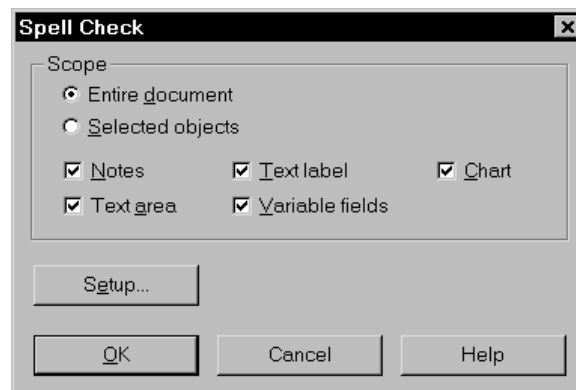 Spell Check
Scope
Entire document
Selected objects
Notes Text label Chart
Text area Variable fields
Setup...
OK Cancel Help